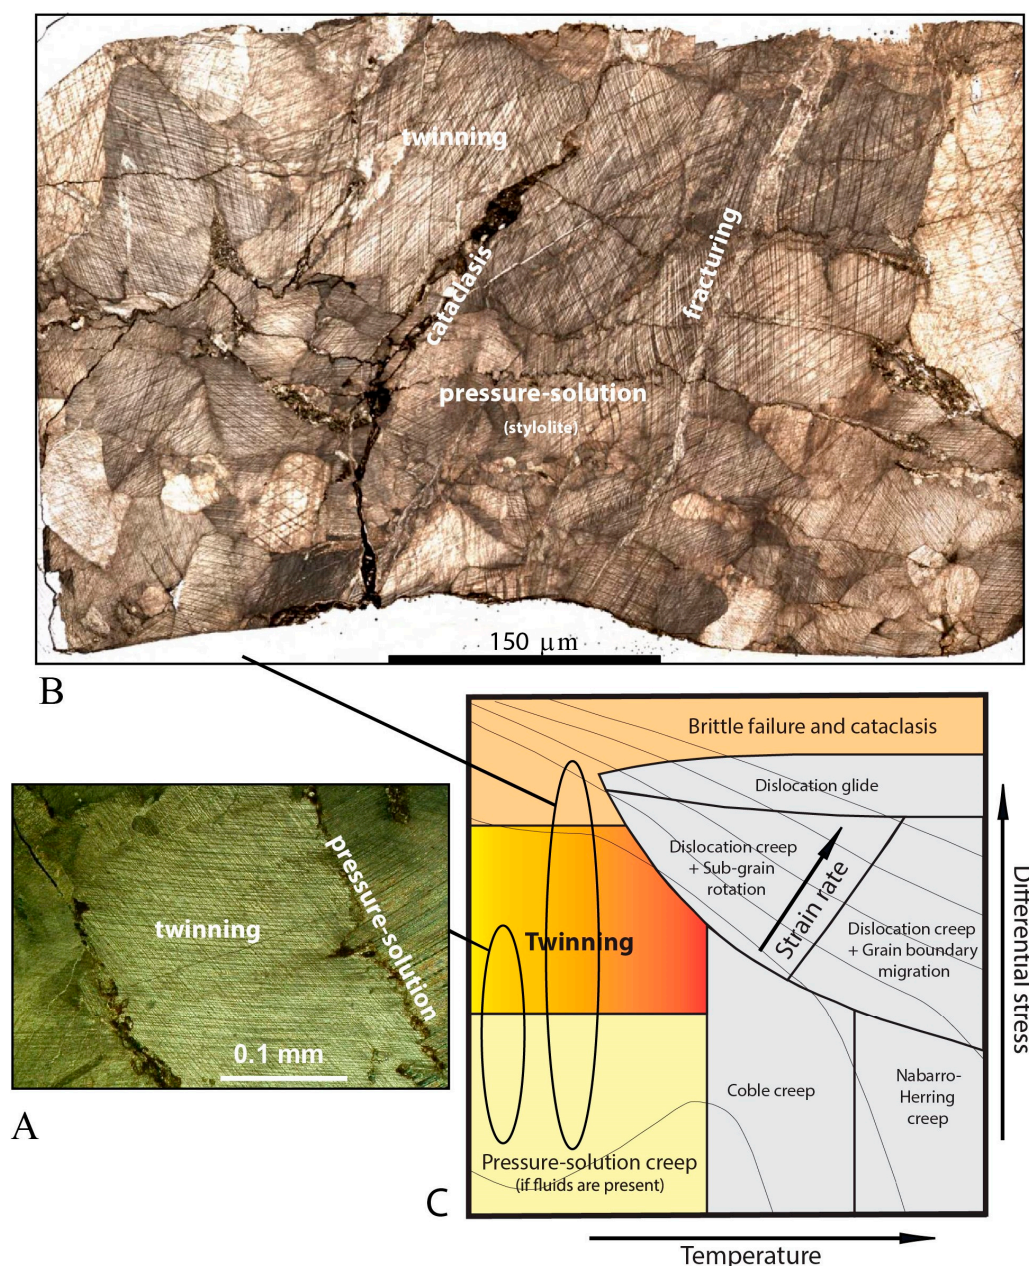 twinning
cataclasis
fracturing
pressure-solution
(stylolite)
150 μm
B
twinning
pressure-solution
0.1 mm
A
Brittle failure and cataclasis
Dislocation glide
Dislocation creep
+ Sub-grain
rotation
Strain rate
Dislocation creep
+ Grain boundary
migration
Twinning
Coble creep
Nabarro-
Herring
creep
Pressure-solution creep
(if fluids are present)
C
Differential stress
Temperature